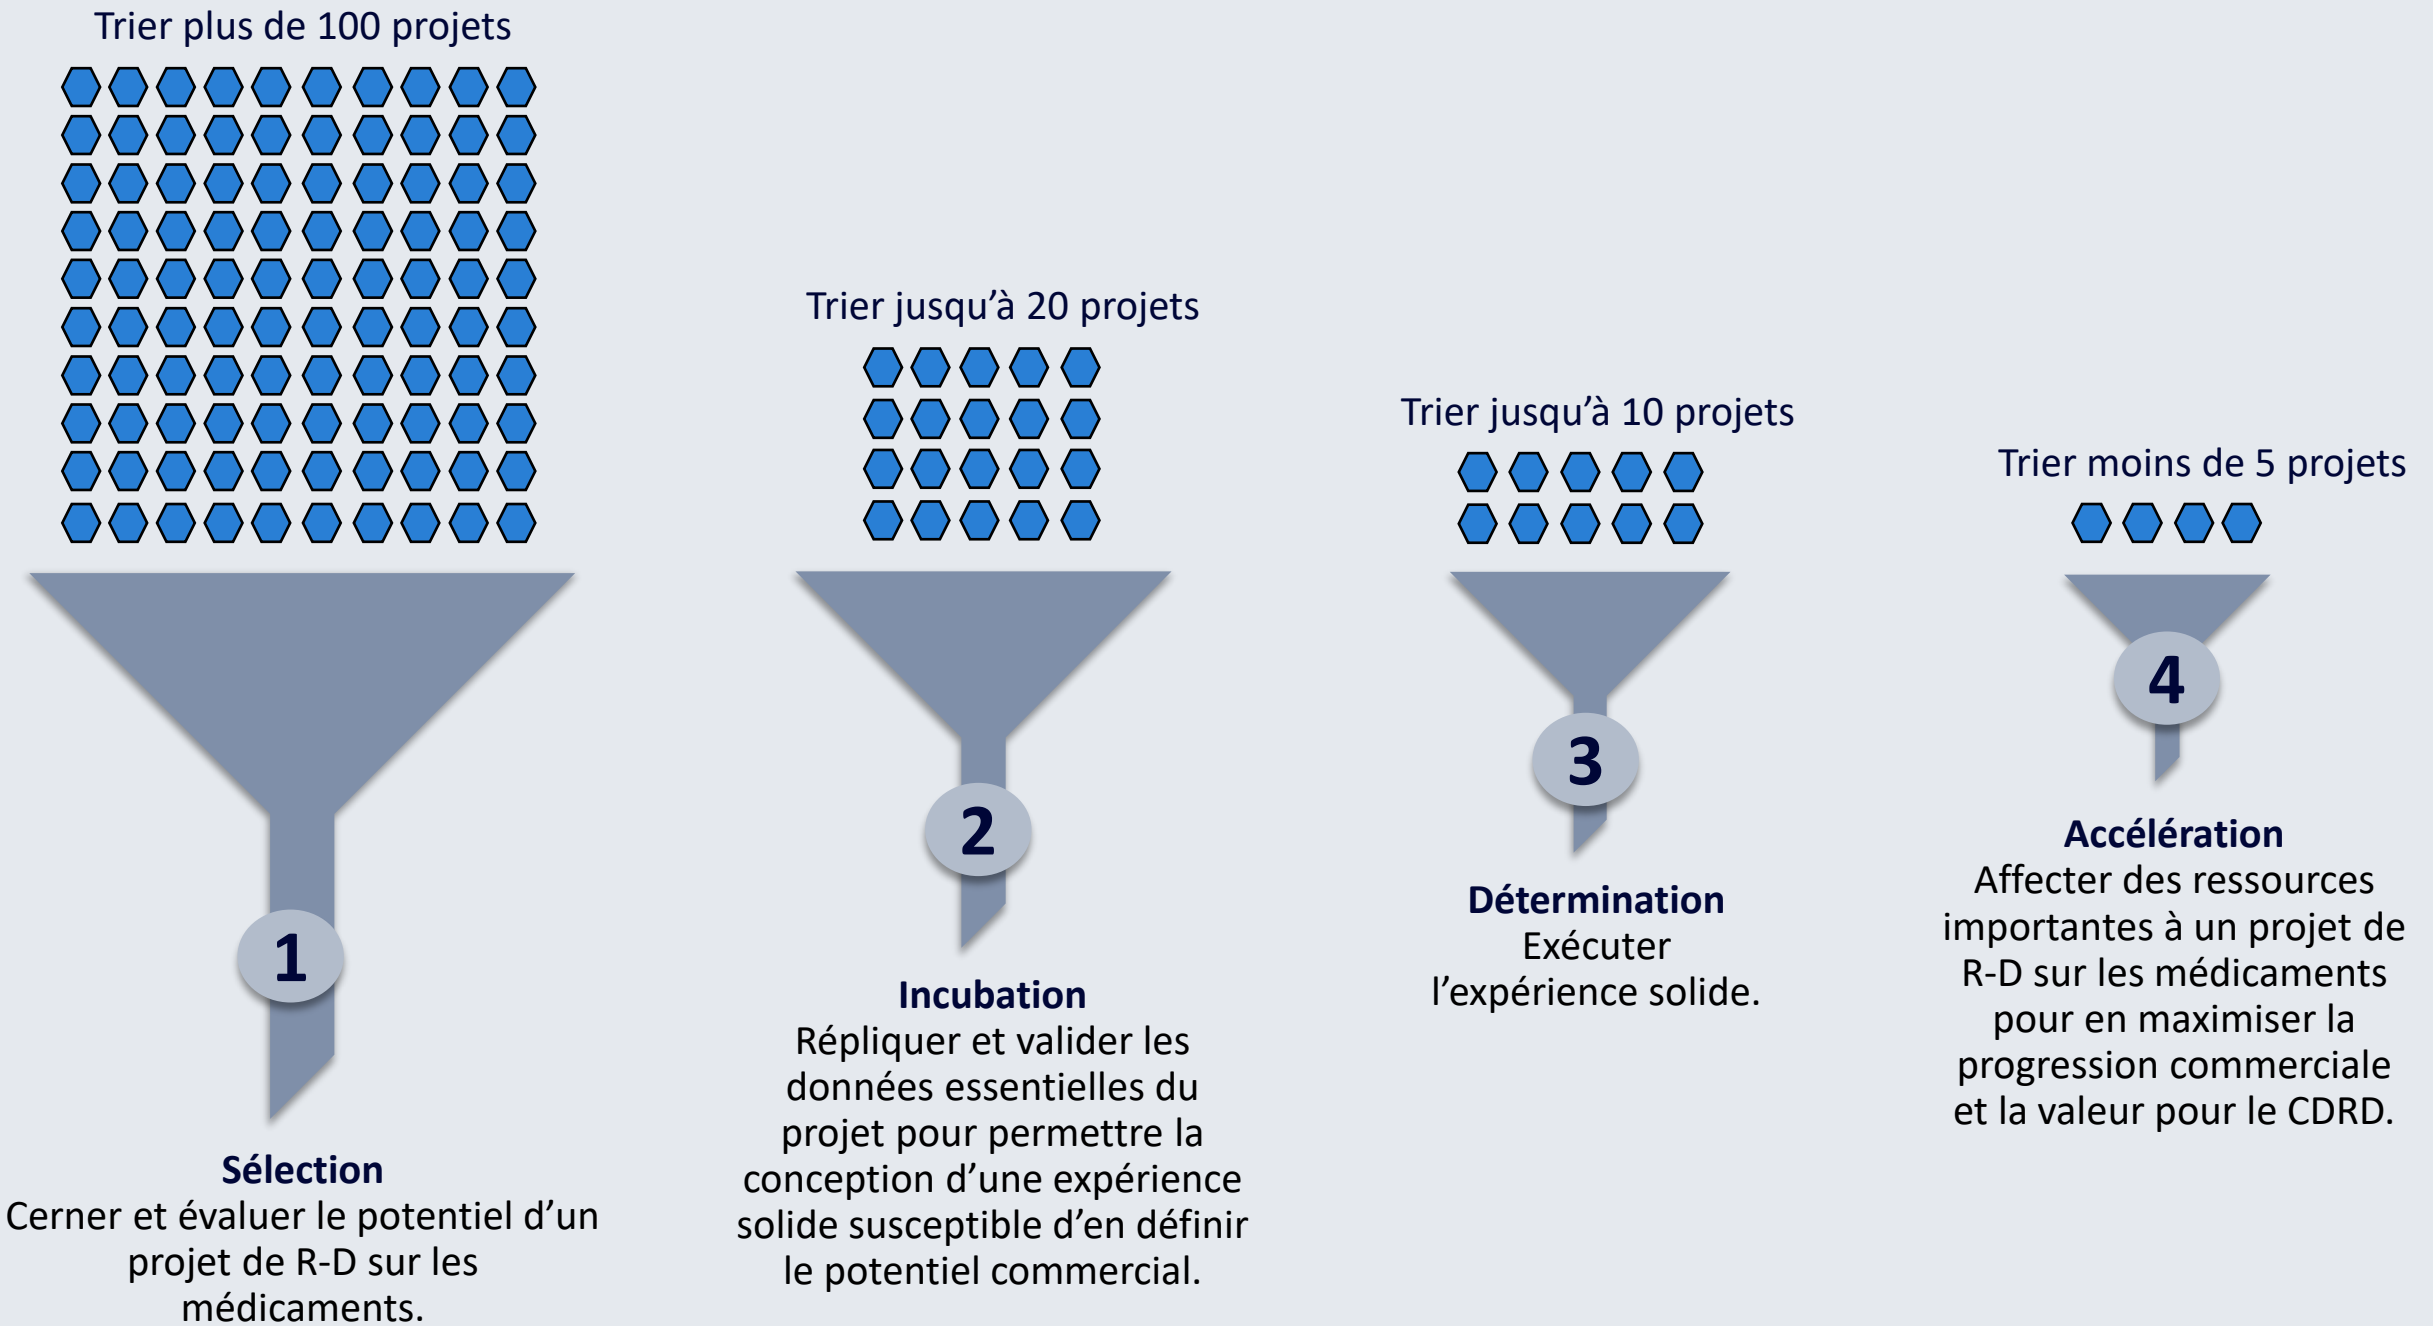 Trier plus de 100 projets
1
Sélection
Cerner et évaluer le potentiel d’un
projet de R-D sur les
médicaments.
Trier jusqu’à 20 projets
2
Incubation
Répliquer et valider les
données essentielles du
projet pour permettre la
conception d’une expérience
solide susceptible d’en définir
le potentiel commercial.
Trier jusqu’à 10 projets
3
Détermination
Exécuter
l’expérience solide.
Trier moins de 5 projets
4
Accélération
Affecter des ressources
importantes à un projet de
R-D sur les médicaments
pour en maximiser la
progression commerciale
et la valeur pour le CDRD.